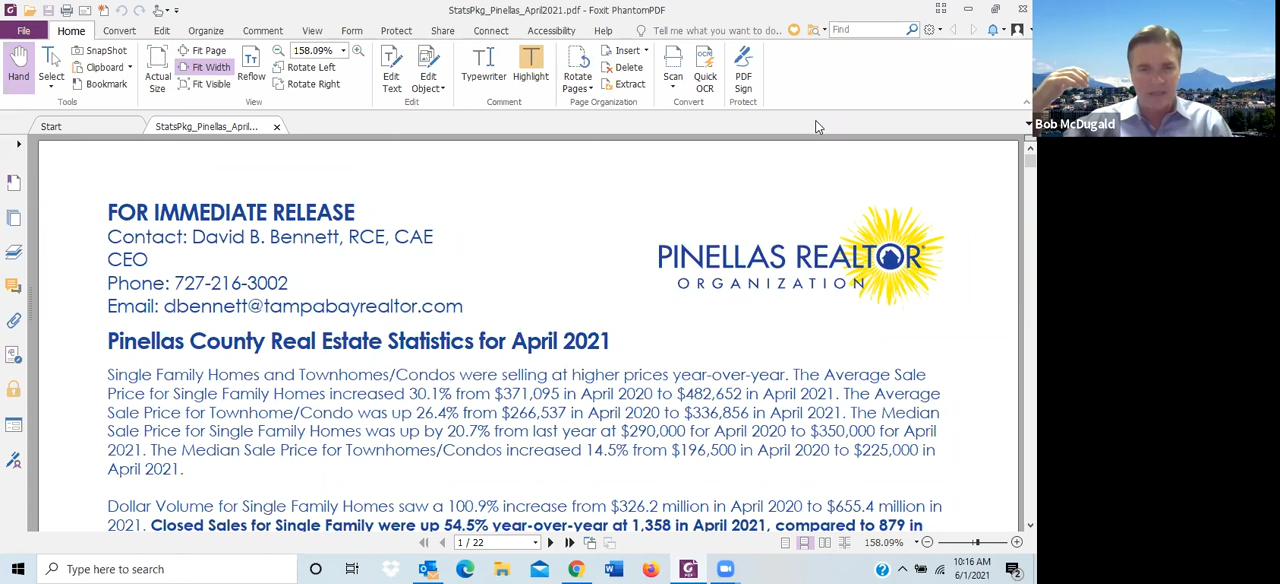 StatsPkg_Pinellas_April2021.pdf - Foxit PhantomPDF
File Home Convert Edit Organize Comment View Form Protect Share Connect Accessibility Help Tell me what you want to do.. Find
Hand
Select
SnapShot
Clipboard
Bookmark
Tools
Actual Size
Fit Page
Fit Width
Fit Visible
Reflow
158.09%
Rotate Left
Rotate Right
View
Edit Text
Edit Object
Edit
Typewriter
Highlight
Comment
Rotate Pages
Insert
Delete
Extract
Page Organization
Scan
Quick OCR
Convert
PDF Sign
Protect
Start
StatsPkg_Pinellas_April...
Bob McDugald
FOR IMMEDIATE RELEASE
Contact: David B. Bennett, RCE, CAE
CEO
Phone: 727-216-3002
Email: dbennett@tampabayrealtor.com
PINELLAS REALTOR®
ORGANIZATION
Pinellas County Real Estate Statistics for April 2021
Single Family Homes and Townhomes/Condos were selling at higher prices year-over-year. The Average Sale
Price for Single Family Homes increased 30.1% from $371,095 in April 2020 to $482,652 in April 2021. The Average
Sale Price for Townhome/Condo was up 26.4% from $266,537 in April 2020 to $336,856 in April 2021. The Median
Sale Price for Single Family Homes was up by 20.7% from last year at $290,000 for April 2020 to $350,000 for April
2021. The Median Sale Price for Townhomes/Condos increased 14.5% from $196,500 in April 2020 to $225,000 in
April 2021.
Dollar Volume for Single Family Homes saw a 100.9% increase from $326.2 million in April 2020 to $655.4 million in
2021. Closed Sales for Single Family were up 54.5% year-over-year at 1,358 in April 2021, compared to 879 in
1 / 22
158.09%
Type here to search
10:16 AM
6/1/2021
2